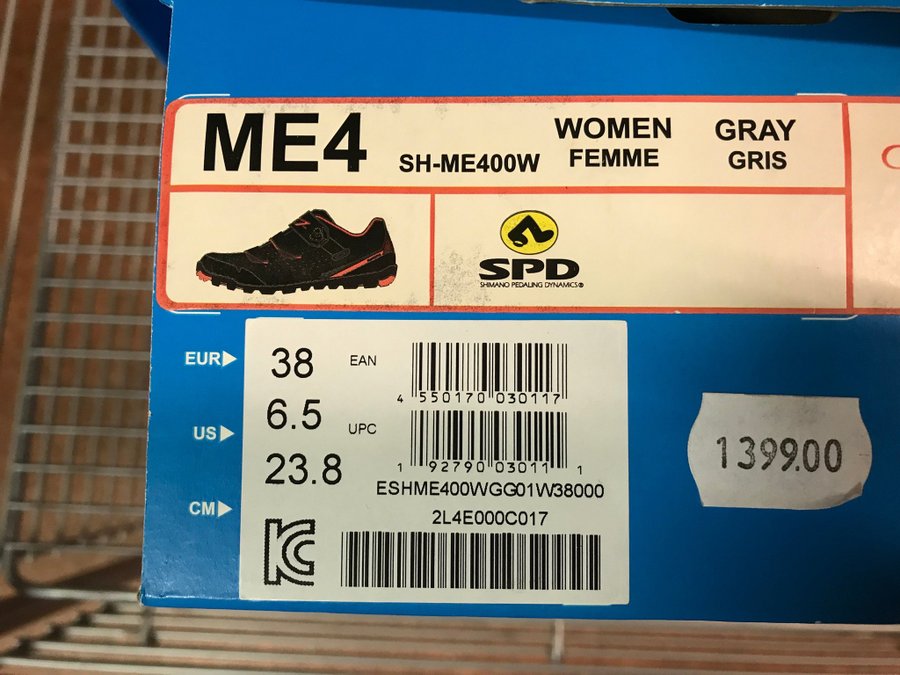 ME4 SH-ME400W WOMEN GRAY
FEMME GRIS
SPD
SHIMANO PEDALING DYNAMICS®
EUR 38 EAN
4 550170 030117
US 6.5 UPC
1 92790 03011 1
CM 23.8
ESHME400WGG01W38000
2L4E000C017
KC
1399.00